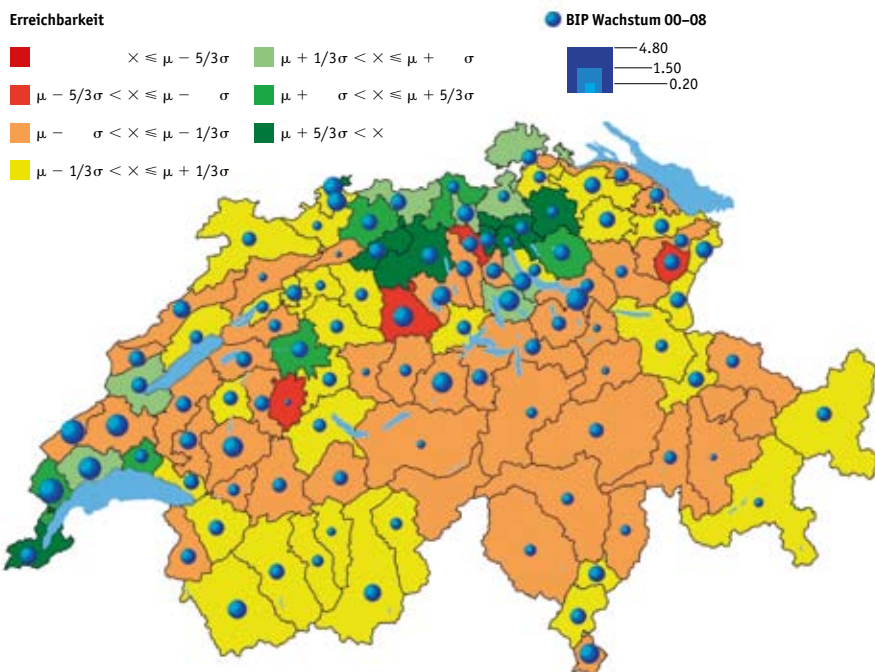 Erreichbarkeit
× ≤ μ − 5/3σ
μ − 5/3σ < × ≤ μ − σ
μ − σ < × ≤ μ − 1/3σ
μ − 1/3σ < × ≤ μ + 1/3σ
μ + 1/3σ < × ≤ μ + σ
μ + σ < × ≤ μ + 5/3σ
μ + 5/3σ < ×
BIP Wachstum 00–08
4.80
1.50
0.20